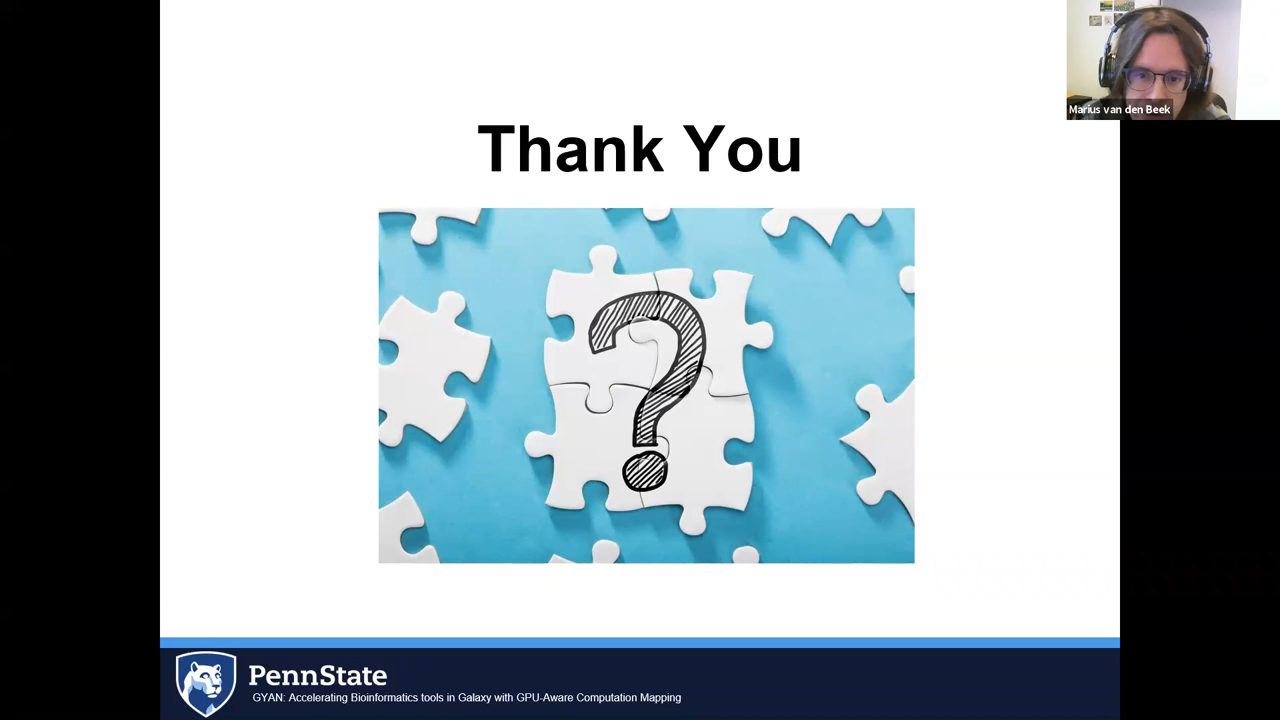 Thank You
?
Marius van den Beek
PennState
GYAN: Accelerating Bioinformatics tools in Galaxy with GPU-Aware Computation Mapping